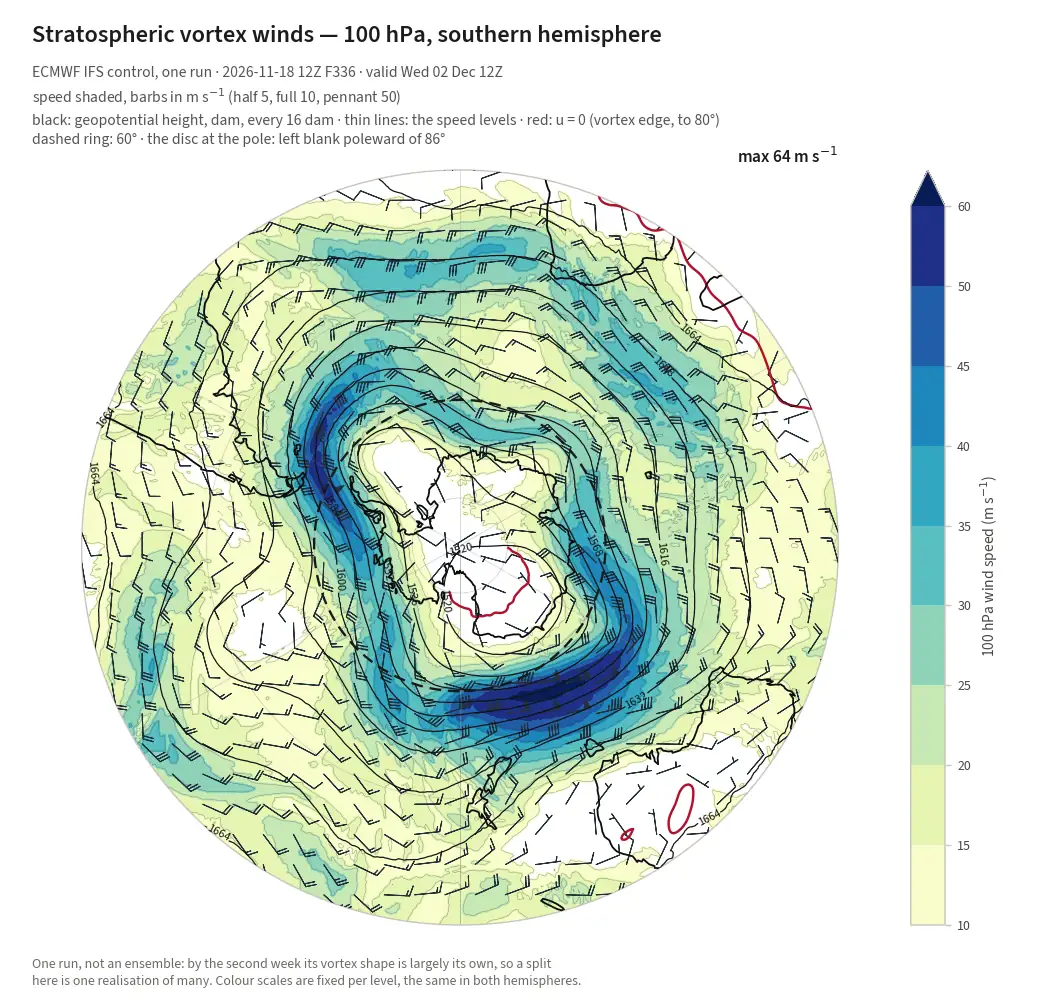 Stratospheric vortex winds — 100 hPa, southern hemisphere
ECMWF IFS control, one run · 2026-11-18 12Z F336 · valid Wed 02 Dec 12Z
speed shaded, barbs in m s⁻¹ (half 5, full 10, pennant 50)
black: geopotential height, dam, every 16 dam · thin lines: the speed levels · red: u = 0 (vortex edge, to 80°)
dashed ring: 60° · the disc at the pole: left blank poleward of 86°
max 64 m s⁻¹
60
50
45
40
35
30
25
20
15
10
100 hPa wind speed (m s⁻¹)
1664
1664
1664
1568
1616
1520
1600
1520
1632
1664
1664
One run, not an ensemble: by the second week its vortex shape is largely its own, so a split
here is one realisation of many. Colour scales are fixed per level, the same in both hemispheres.